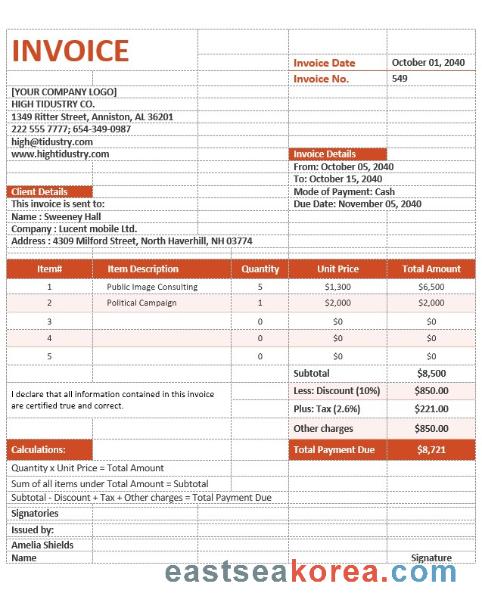 INVOICE
Invoice Date October 01, 2040
Invoice No. 549
[YOUR COMPANY LOGO]
HIGH TIDUSTRY CO.
1349 Ritter Street, Anniston, AL 36201
222 555 7777; 654-349-0987
high@tidustry.com
www.hightidustry.com
Invoice Details
From: October 05, 2040
To: October 15, 2040
Mode of Payment: Cash
Due Date: November 05, 2040
Client Details
This invoice is sent to:
Name : Sweeney Hall
Company : Lucent mobile Ltd.
Address : 4309 Milford Street, North Haverhill, NH 03774
Item# Item Description Quantity Unit Price Total Amount
1 Public Image Consulting 5 $1,300 $6,500
2 Political Campaign 1 $2,000 $2,000
3 0 $0 $0
4 0 $0 $0
5 0 $0 $0
Subtotal $8,500
I declare that all information contained in this invoice
are certified true and correct.
Less: Discount (10%) $850.00
Plus: Tax (2.6%) $221.00
Other charges $850.00
Calculations: Total Payment Due $8,721
Quantity x Unit Price = Total Amount
Sum of all items under Total Amount = Subtotal
Subtotal - Discount + Tax + Other charges = Total Payment Due
Signatories
Issued by:
Amelia Shields
Name Signature
eastseakorea.com